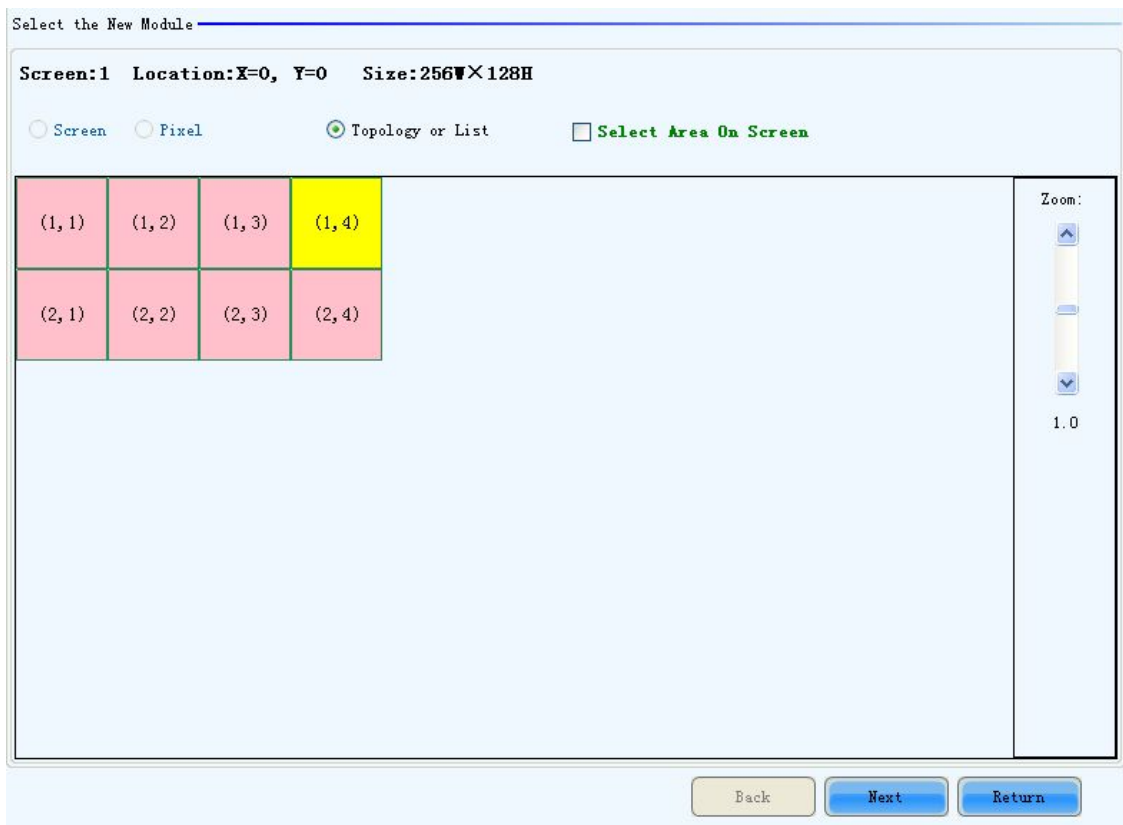 Select the New Module
Screen:1 Location:X=0, Y=0 Size:256W×128H
Screen Pixel Topology or List Select Area On Screen
(1,1) (1,2) (1,3) (1,4)
(2,1) (2,2) (2,3) (2,4)
Zoom:
1.0
Back Next Return